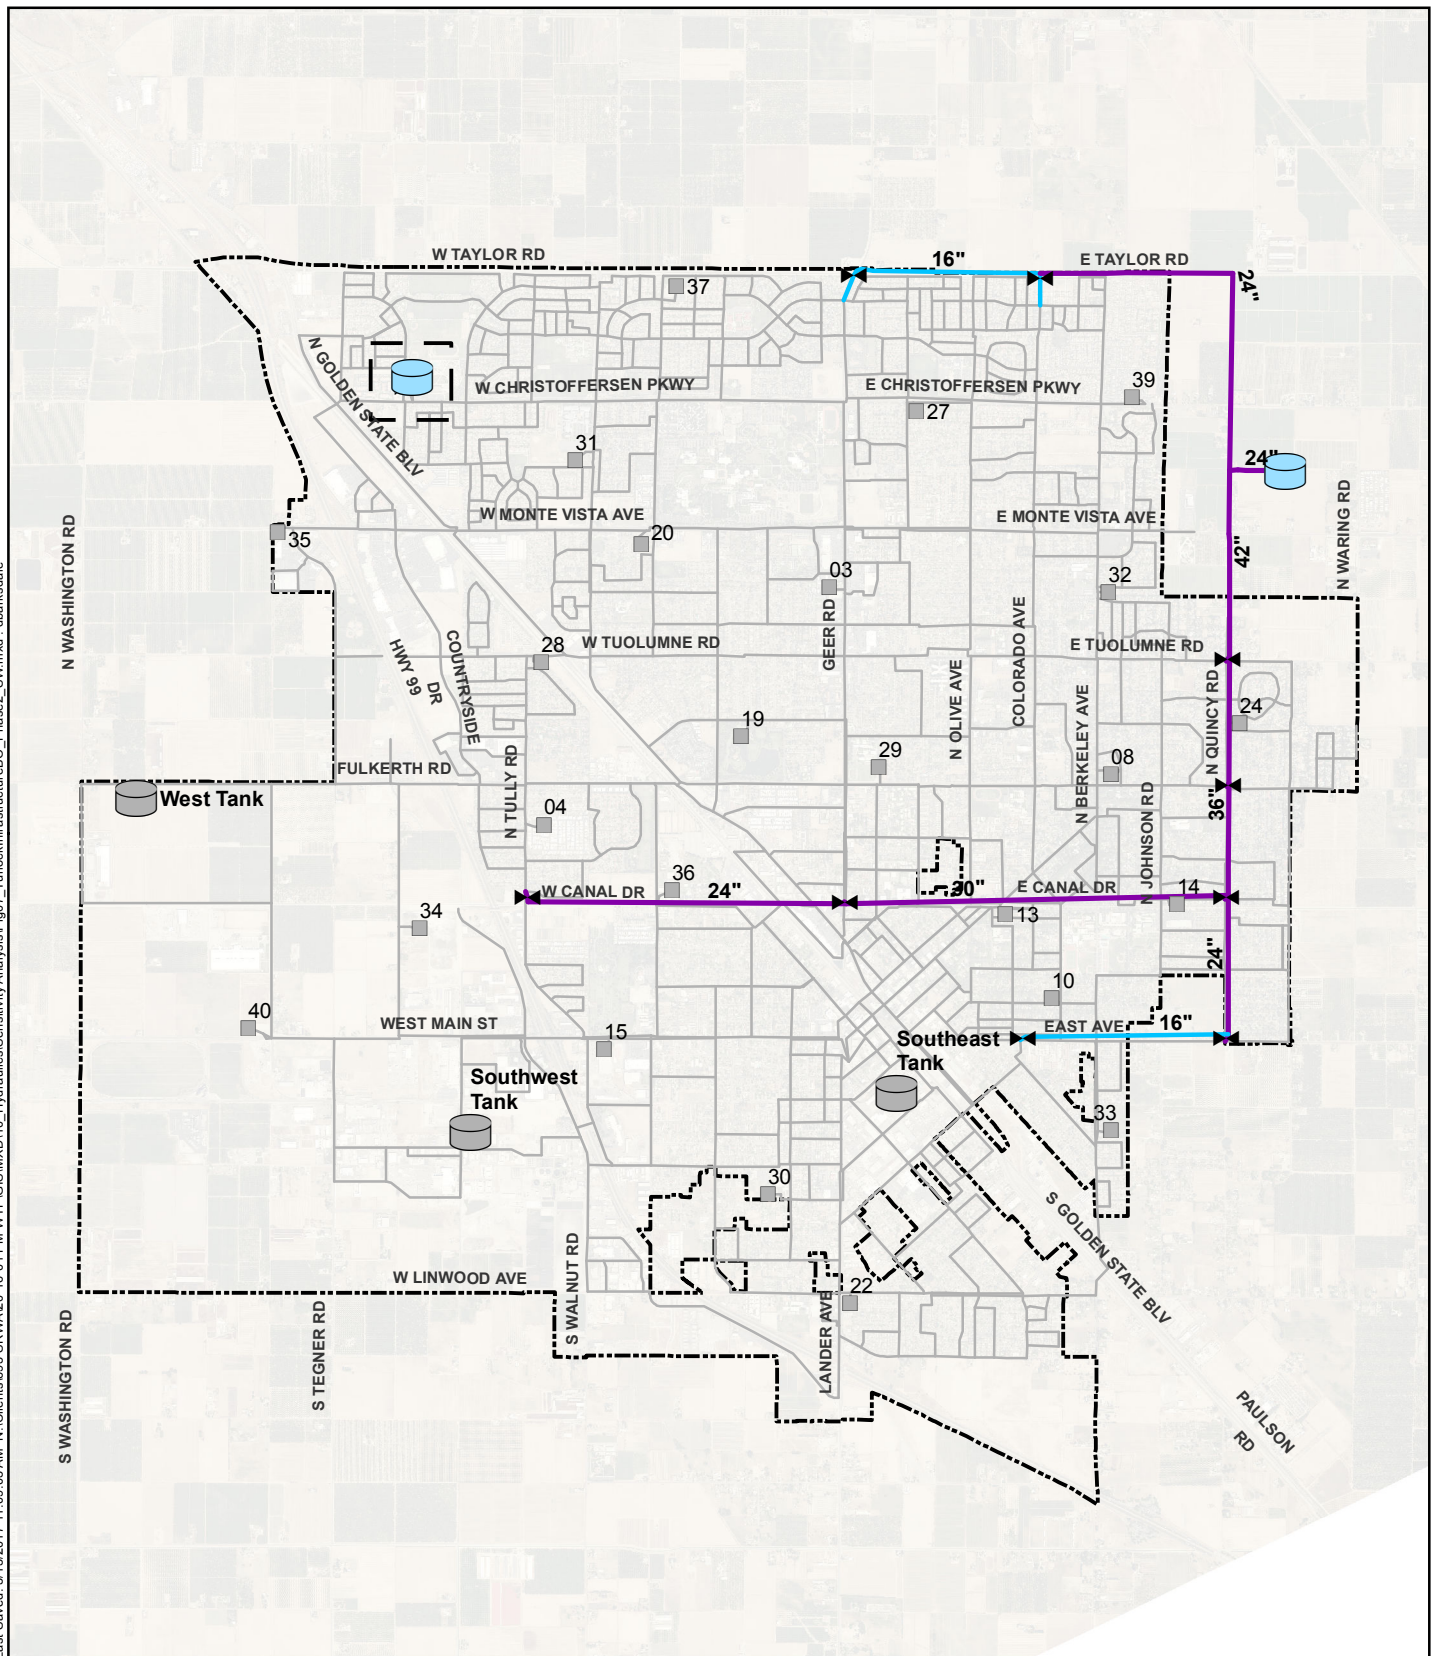 W TAYLOR RD
16"
E TAYLOR RD
24"
37
N GOLDEN STATE BLV
W CHRISTOFFERSEN PKWY
E CHRISTOFFERSEN PKWY
39
27
31
24"
N WARING RD
W MONTE VISTA AVE
E MONTE VISTA AVE
N WASHINGTON RD
35
20
42"
03
32
GEER RD
COLORADO AVE
HWY 99
COUNTRYSIDE
DR
28
W TUOLUMNE RD
E TUOLUMNE RD
N OLIVE AVE
N QUINCY RD
24
19
29
08
N BERKELEY AVE
FULKERTH RD
N TULLY RD
West Tank
04
36"
N JOHNSON RD
36
W CANAL DR
24"
30"
E CANAL DR
14
13
34
24"
10
40
WEST MAIN ST
15
EAST AVE
16"
Southeast
Tank
Southwest
Tank
33
30
S GOLDEN STATE BLV
S WALNUT RD
W LINWOOD AVE
22
LANDER AVE
S WASHINGTON RD
S TEGNER RD
PAULSON
RD